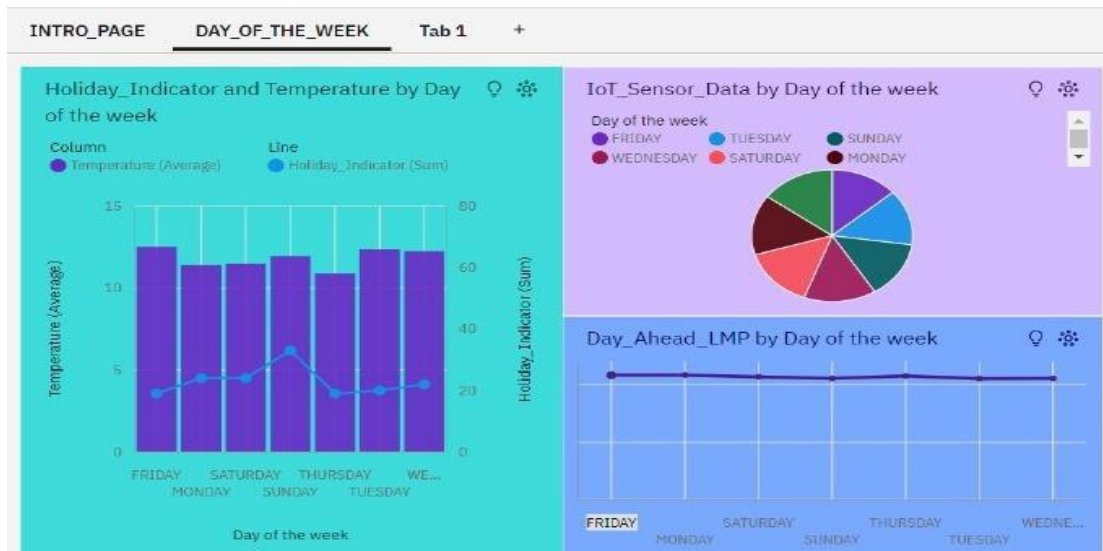 INTRO_PAGE DAY_OF_THE_WEEK Tab 1 +
Holiday_Indicator and Temperature by Day
of the week
Column Line
Temperature (Average) Holiday_Indicator (Sum)
15 80
60
10
40
5
20
0 0
Temperature (Average)
Holiday_Indicator (Sum)
FRIDAY SATURDAY THURSDAY WE...
MONDAY SUNDAY TUESDAY
Day of the week
IoT_Sensor_Data by Day of the week
Day of the week
FRIDAY TUESDAY SUNDAY
WEDNESDAY SATURDAY MONDAY
Day_Ahead_LMP by Day of the week
FRIDAY SATURDAY THURSDAY WEDNE...
MONDAY SUNDAY TUESDAY